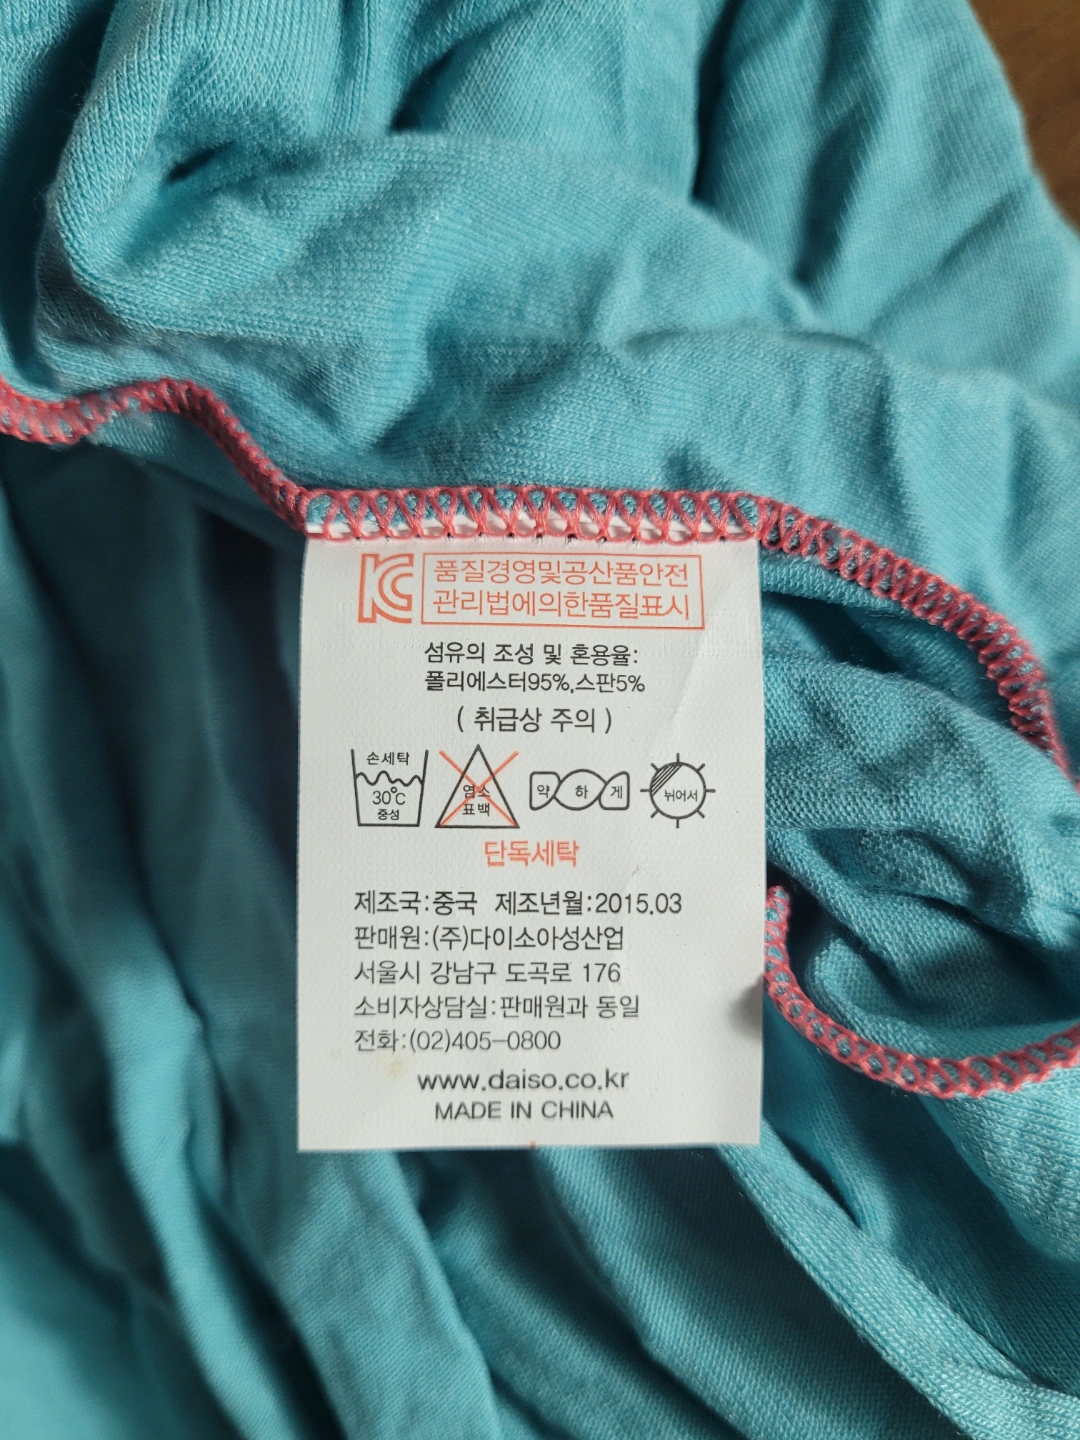 KC 품질경영및공산품안전
관리법에의한품질표시
섬유의 조성 및 혼용율:
폴리에스터95%,스판5%
( 취급상 주의 )
손세탁
30℃
중성
염소
표백
약 하 게
뉘어서
단독세탁
제조국:중국 제조년월:2015.03
판매원:(주)다이소아성산업
서울시 강남구 도곡로 176
소비자상담실:판매원과 동일
전화:(02)405-0800
www.daiso.co.kr
MADE IN CHINA